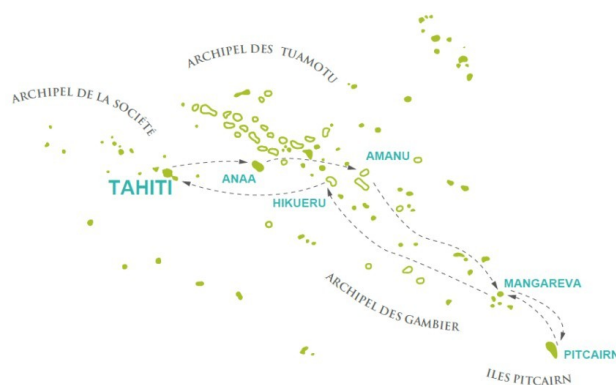 ARCHIPEL DES TUAMOTU
ARCHIPEL DE LA SOCIÉTÉ
AMANU
TAHITI
ANAA
HIKUERU
MANGAREVA
ARCHIPEL DES GAMBIER
PITCAIRN
ILES PITCAIRN